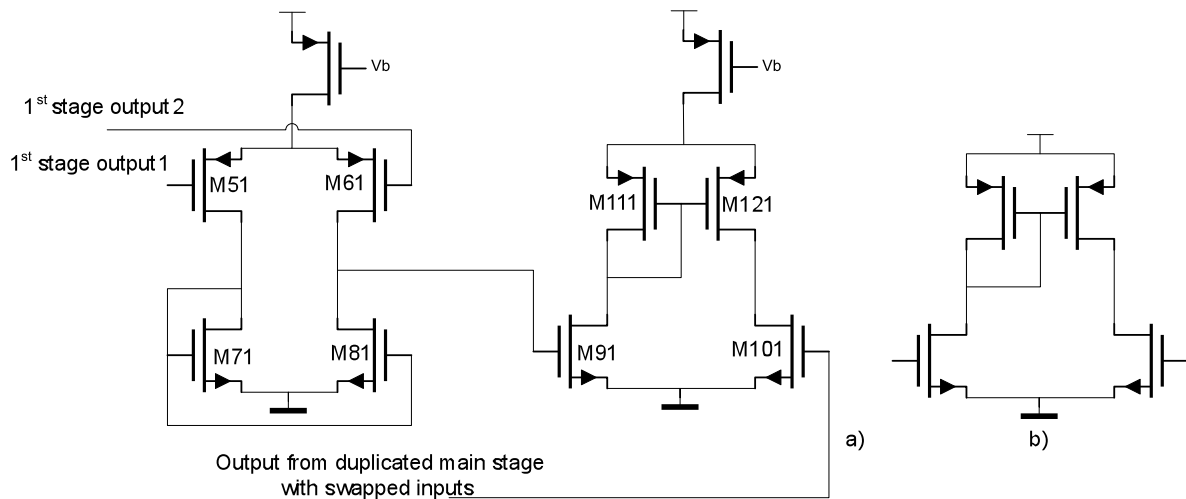 Vb
Vb
1st stage output 2
1st stage output 1
M51
M61
M111
M121
M71
M81
M91
M101
a)
b)
Output from duplicated main stage
with swapped inputs